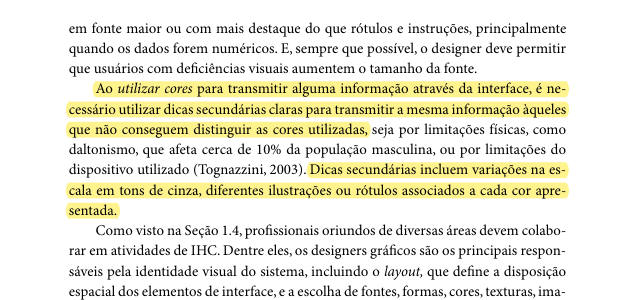 em fonte maior ou com mais destaque do que rótulos e instruções, principalmente
quando os dados forem numéricos. E, sempre que possível, o designer deve permitir
que usuários com deficiências visuais aumentem o tamanho da fonte.
Ao utilizar cores para transmitir alguma informação através da interface, é ne-
cessário utilizar dicas secundárias claras para transmitir a mesma informação àqueles
que não conseguem distinguir as cores utilizadas, seja por limitações físicas, como
daltonismo, que afeta cerca de 10% da população masculina, ou por limitações do
dispositivo utilizado (Tognazzini, 2003). Dicas secundárias incluem variações na es-
cala em tons de cinza, diferentes ilustrações ou rótulos associados a cada cor apre-
sentada.
Como visto na Seção 1.4, profissionais oriundos de diversas áreas devem colabo-
rar em atividades de IHC. Dentre eles, os designers gráficos são os principais respon-
sáveis pela identidade visual do sistema, incluindo o layout, que define a disposição
espacial dos elementos de interface, e a escolha de fontes, formas, cores, texturas, ima-